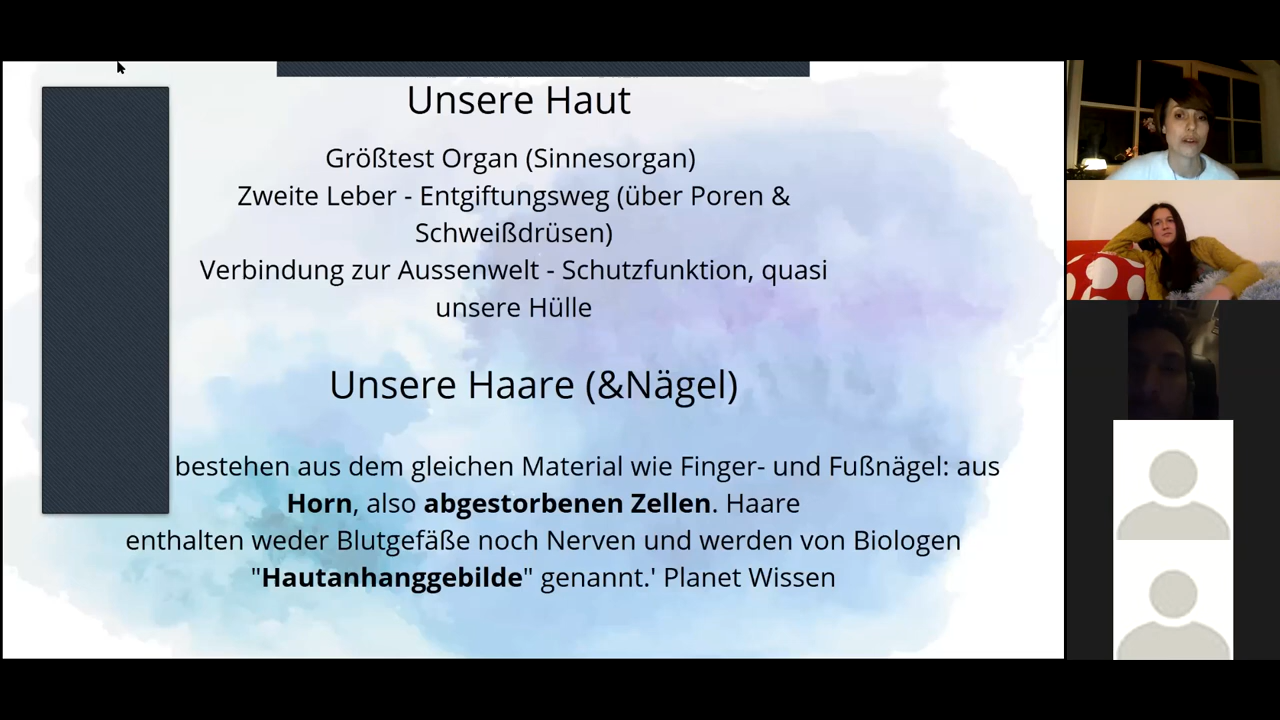 Unsere Haut
Größtest Organ (Sinnesorgan)
Zweite Leber - Entgiftungsweg (über Poren &
Schweißdrüsen)
Verbindung zur Aussenwelt - Schutzfunktion, quasi
unsere Hülle
Unsere Haare (&Nägel)
bestehen aus dem gleichen Material wie Finger- und Fußnägel: aus
Horn, also abgestorbenen Zellen. Haare
enthalten weder Blutgefäße noch Nerven und werden von Biologen
"Hautanhanggebilde" genannt.' Planet Wissen